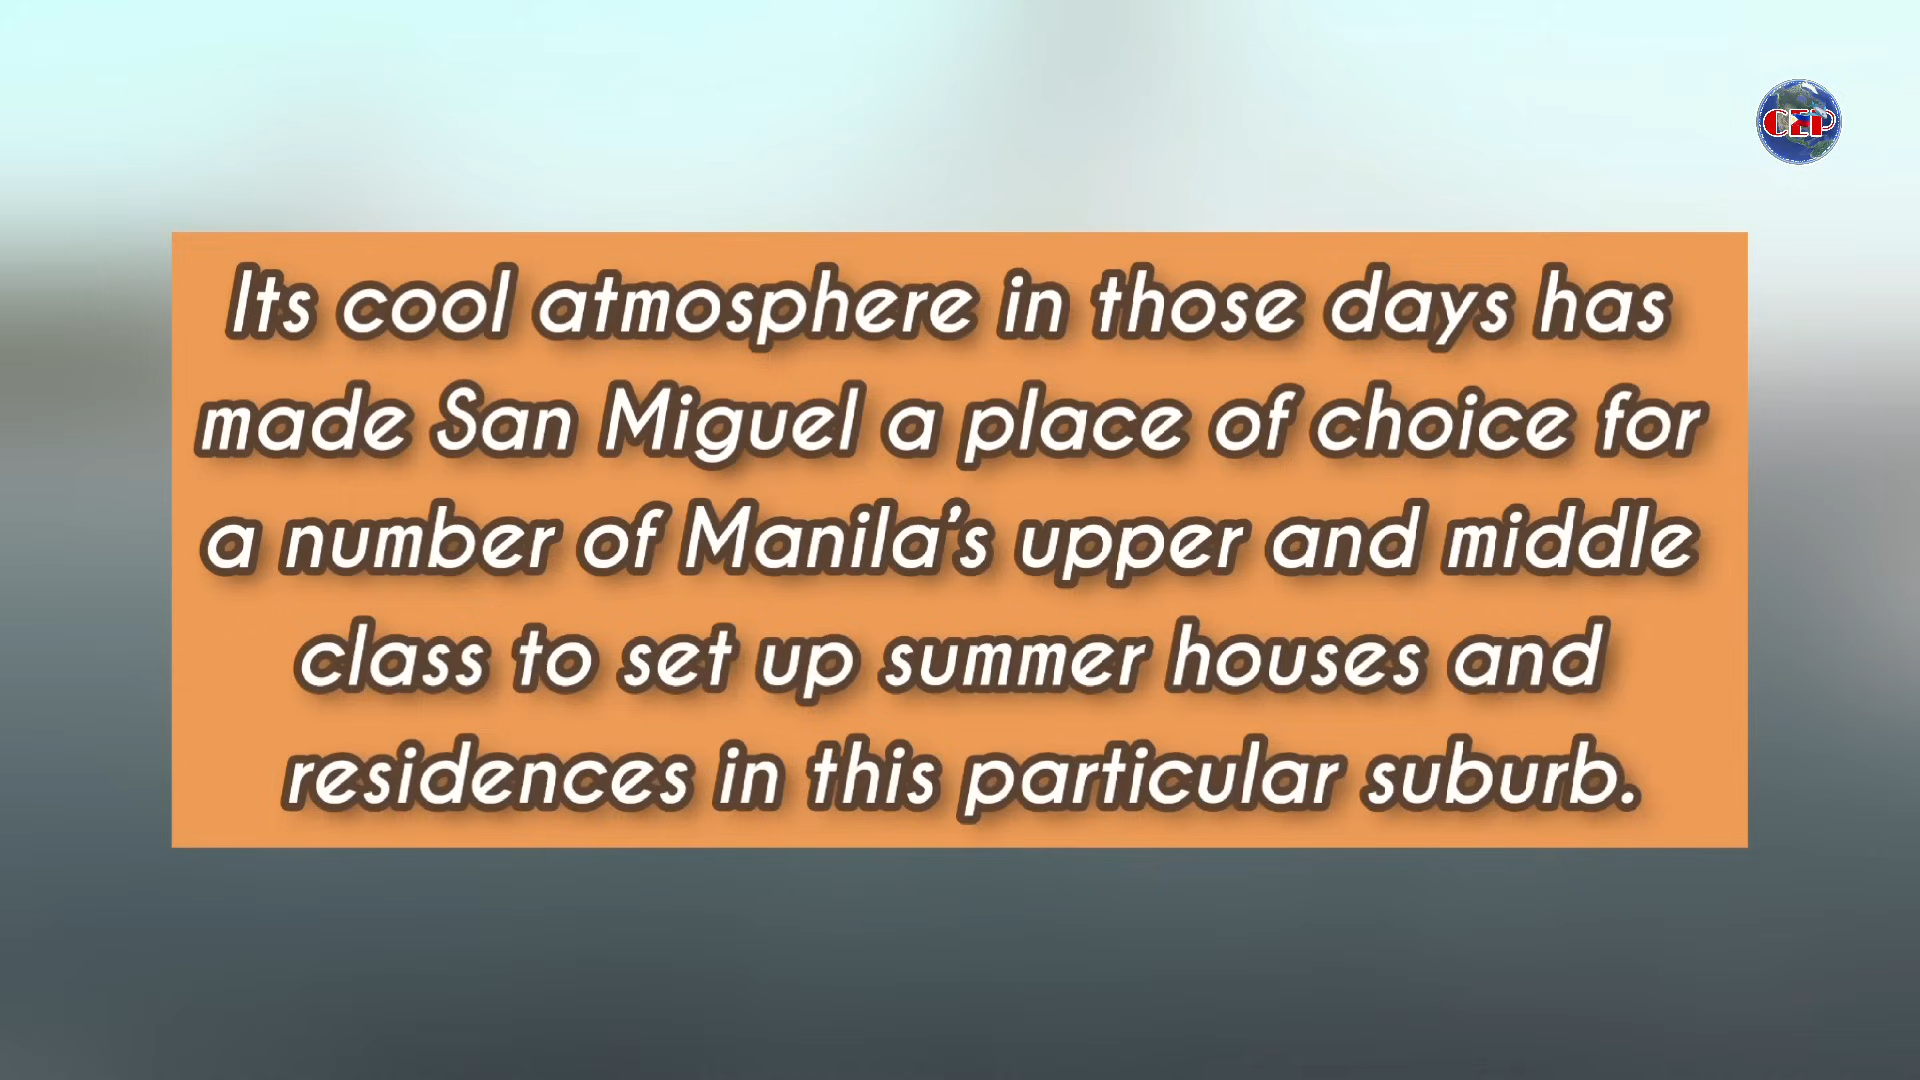 CEP
Its cool atmosphere in those days has
made San Miguel a place of choice for
a number of Manila’s upper and middle
class to set up summer houses and
residences in this particular suburb.